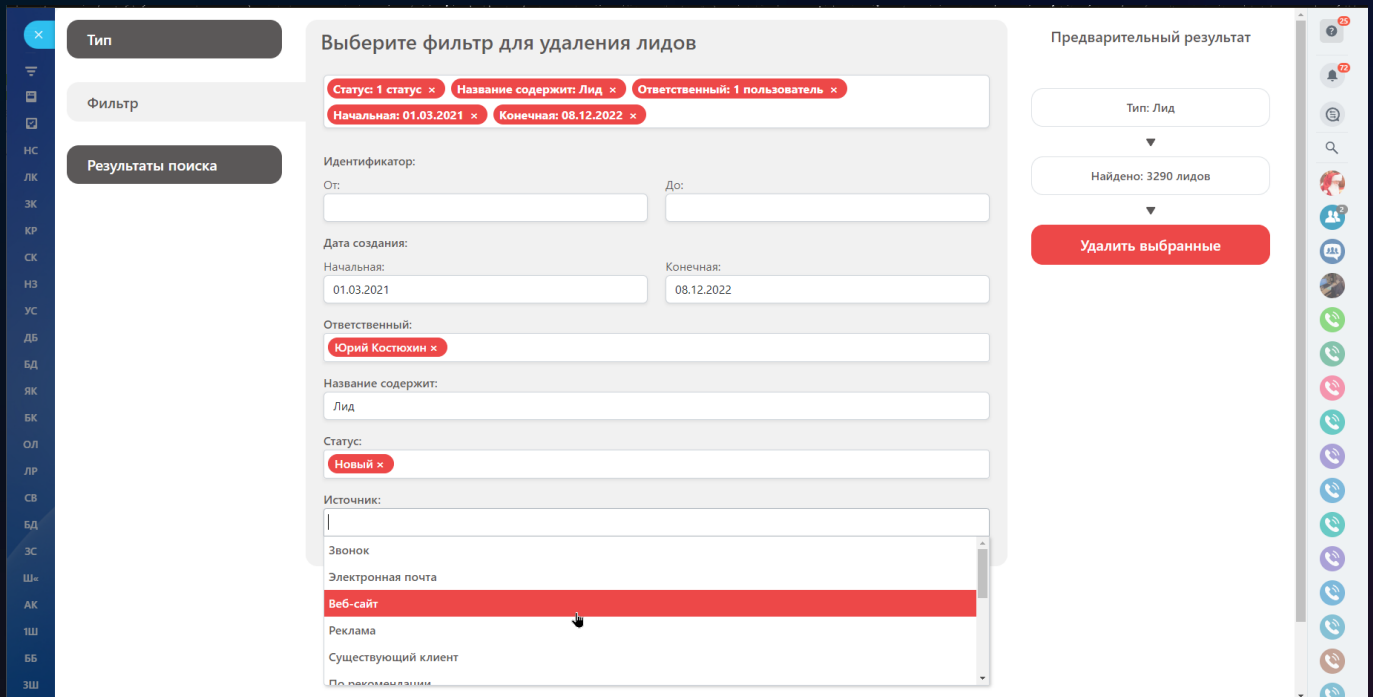 НС
ЛК
ЗК
КР
СК
НЗ
УС
ДБ
БД
ЯК
БК
ОЛ
ЛР
СВ
БД
ЗС
Ш«
АК
1Ш
ББ
ЗШ
Тип
Фильтр
Результаты поиска
Выберите фильтр для удаления лидов
Статус: 1 статус × Название содержит: Лид × Ответственный: 1 пользователь ×
Начальная: 01.03.2021 × Конечная: 08.12.2022 ×
Идентификатор:
От: До:
Дата создания:
Начальная: Конечная:
01.03.2021 08.12.2022
Ответственный:
Юрий Костюхин ×
Название содержит:
Лид
Статус:
Новый ×
Источник:
Звонок
Электронная почта
Веб-сайт
Реклама
Существующий клиент
По рекомендации
Предварительный результат
Тип: Лид
Найдено: 3290 лидов
Удалить выбранные
25
72
2